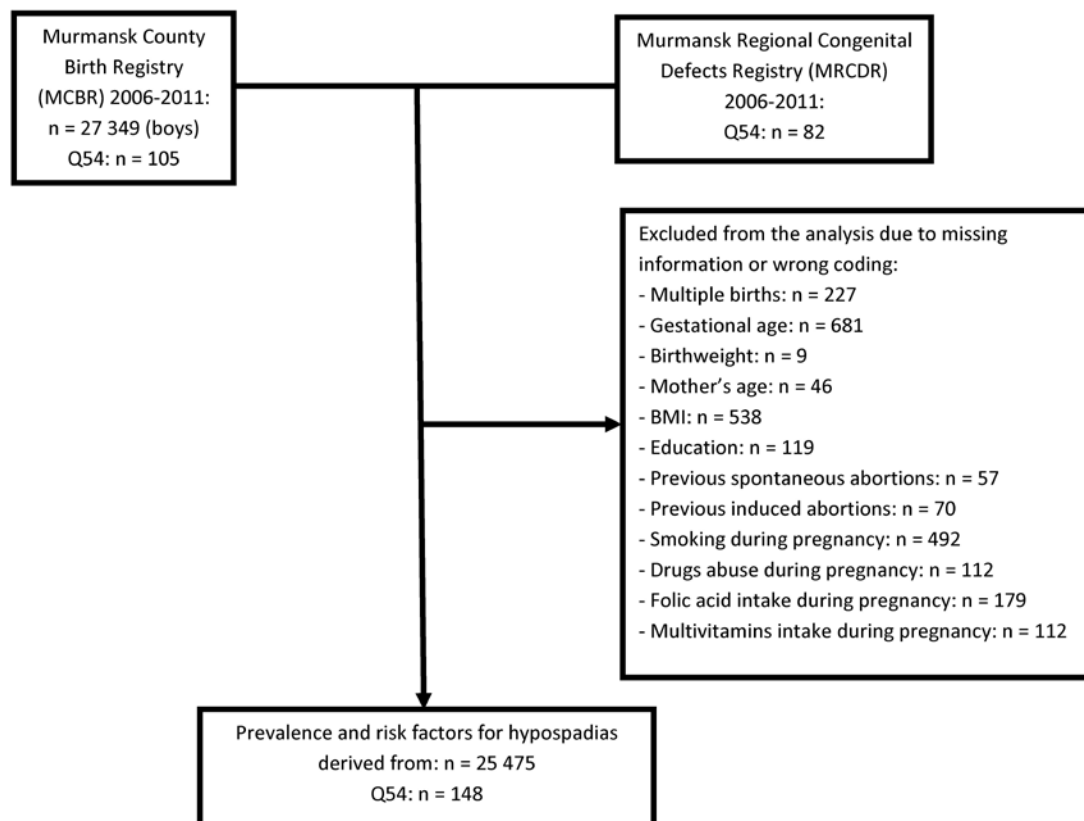 Murmansk County
Birth Registry
(MCBR) 2006-2011:
n = 27 349 (boys)
Q54: n = 105
Murmansk Regional Congenital
Defects Registry (MRCDR)
2006-2011:
Q54: n = 82
Excluded from the analysis due to missing
information or wrong coding:
- Multiple births: n = 227
- Gestational age: n = 681
- Birthweight: n = 9
- Mother’s age: n = 46
- BMI: n = 538
- Education: n = 119
- Previous spontaneous abortions: n = 57
- Previous induced abortions: n = 70
- Smoking during pregnancy: n = 492
- Drugs abuse during pregnancy: n = 112
- Folic acid intake during pregnancy: n = 179
- Multivitamins intake during pregnancy: n = 112
Prevalence and risk factors for hypospadias
derived from: n = 25 475
Q54: n = 148